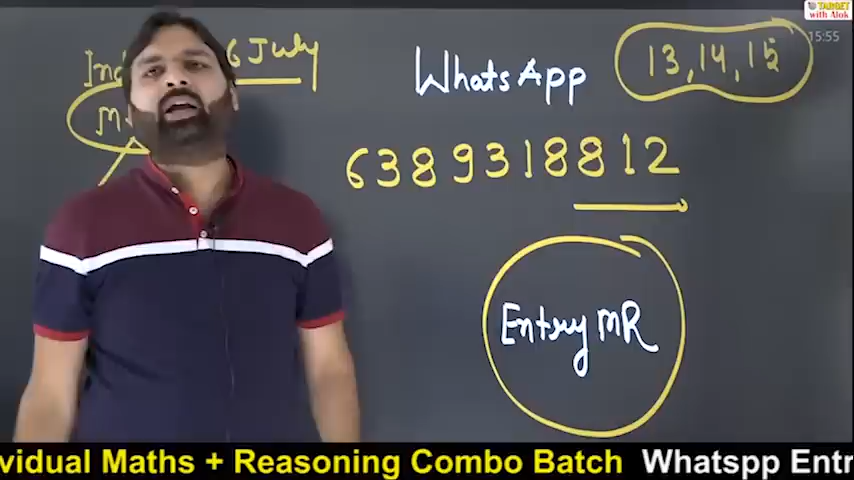 TARGET
with Alok
15:55
6 July
WhatsApp
13, 14, 15
6389318812
Entry MR
vidual Maths + Reasoning Combo Batch Whatspp Entr